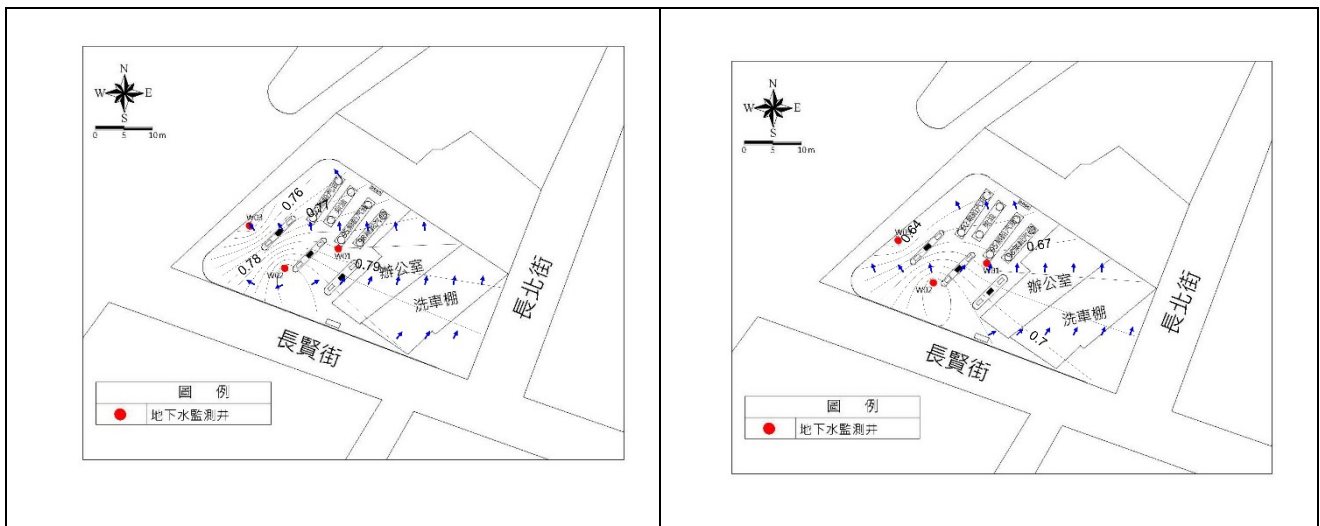 N
W E
S
0 5 10m
0.76
W03
0.77
0.78
W02
W01
0.79
辦公室
洗車棚
長北街
長賢街
圖 例
地下水監測井
N
W E
S
0 5 10m
0.64
0.67
W01
W02
辦公室
洗車棚
0.7
長北街
長賢街
圖 例
地下水監測井